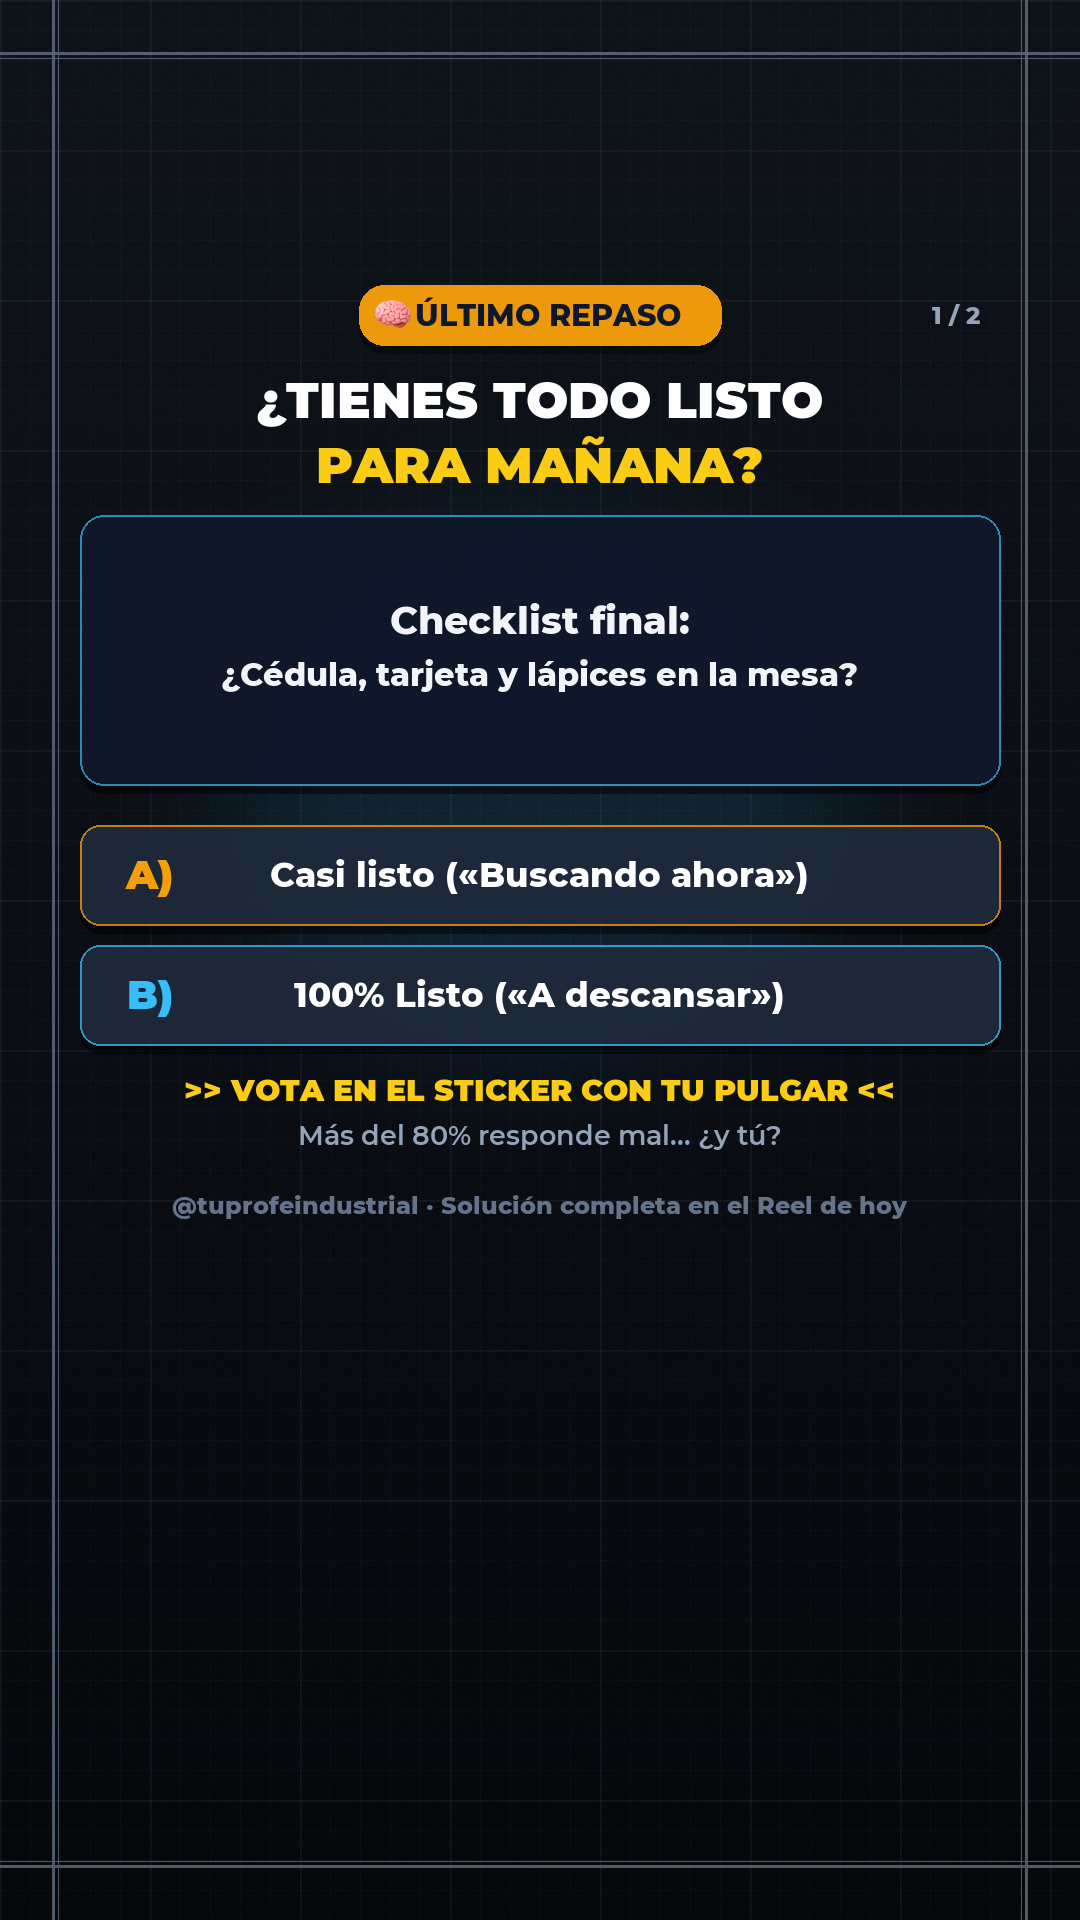 🧠ÚLTIMO REPASO
1 / 2
¿TIENES TODO LISTO
PARA MAÑANA?
Checklist final:
¿Cédula, tarjeta y lápices en la mesa?
A) Casi listo («Buscando ahora»)
B) 100% Listo («A descansar»)
>> VOTA EN EL STICKER CON TU PULGAR <<
Más del 80% responde mal... ¿y tú?
@tuprofeindustrial · Solución completa en el Reel de hoy